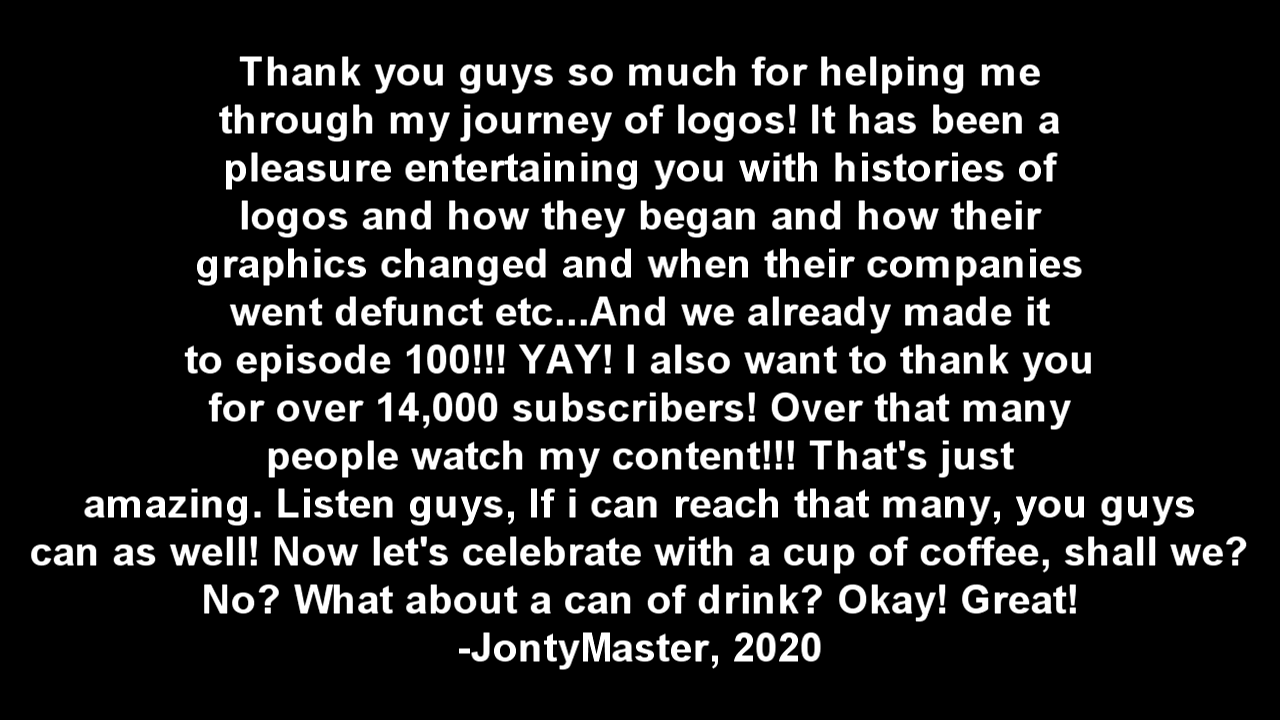 Thank you guys so much for helping me
through my journey of logos! It has been a
pleasure entertaining you with histories of
logos and how they began and how their
graphics changed and when their companies
went defunct etc...And we already made it
to episode 100!!! YAY! I also want to thank you
for over 14,000 subscribers! Over that many
people watch my content!!! That's just
amazing. Listen guys, If i can reach that many, you guys
can as well! Now let's celebrate with a cup of coffee, shall we?
No? What about a can of drink? Okay! Great!
-JontyMaster, 2020